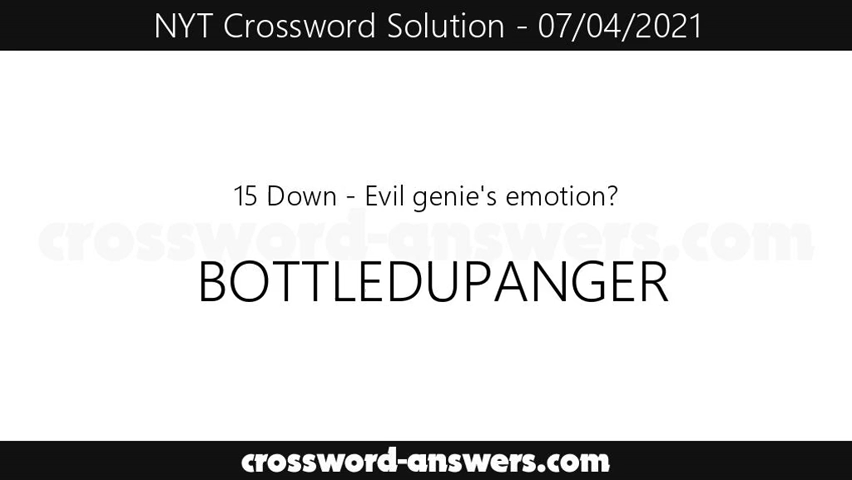 NYT Crossword Solution - 07/04/2021
15 Down - Evil genie's emotion?
crossword-answers.com
BOTTLEDUPANGER
crossword-answers.com